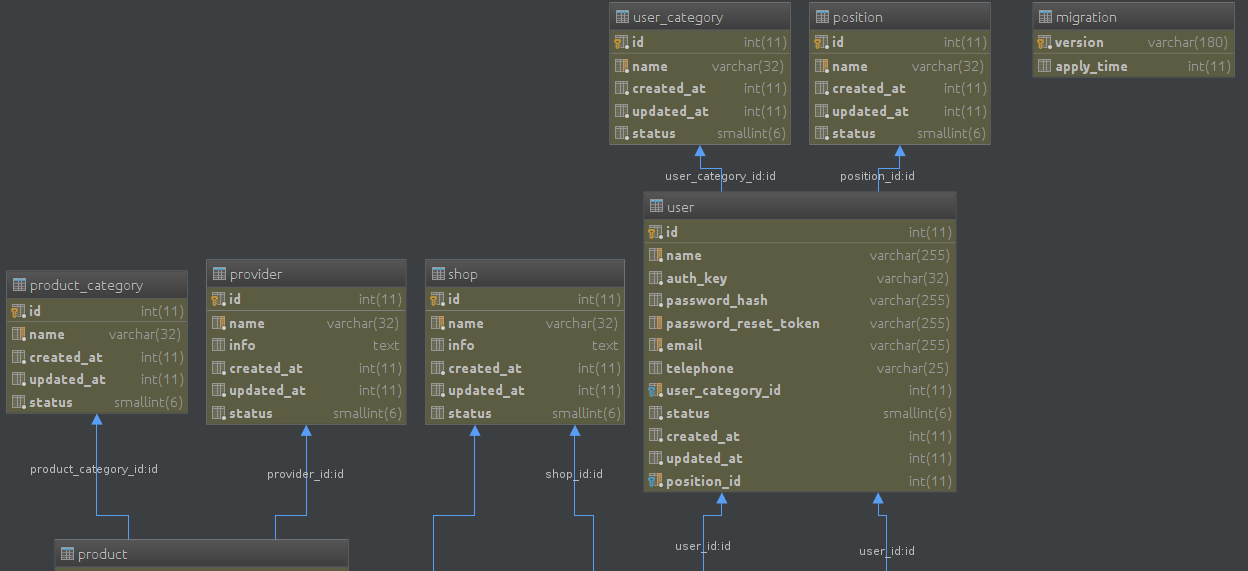 user_category
id int(11)
name varchar(32)
created_at int(11)
updated_at int(11)
status smallint(6)
position
id int(11)
name varchar(32)
created_at int(11)
updated_at int(11)
status smallint(6)
migration
version varchar(180)
apply_time int(11)
user_category_id:id
position_id:id
user
id int(11)
name varchar(255)
auth_key varchar(32)
password_hash varchar(255)
password_reset_token varchar(255)
email varchar(255)
telephone varchar(25)
user_category_id int(11)
status smallint(6)
created_at int(11)
updated_at int(11)
position_id int(11)
product_category
id int(11)
name varchar(32)
created_at int(11)
updated_at int(11)
status smallint(6)
provider
id int(11)
name varchar(32)
info text
created_at int(11)
updated_at int(11)
status smallint(6)
shop
id int(11)
name varchar(32)
info text
created_at int(11)
updated_at int(11)
status smallint(6)
product_category_id:id
provider_id:id
shop_id:id
user_id:id
user_id:id
product